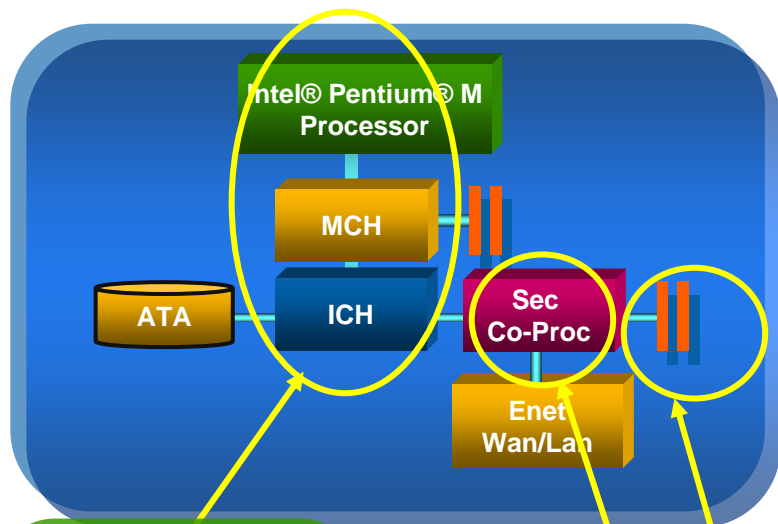 Intel® Pentium® M
Processor
MCH
ATA
ICH
Sec
Co-Proc
Enet
Wan/Lan